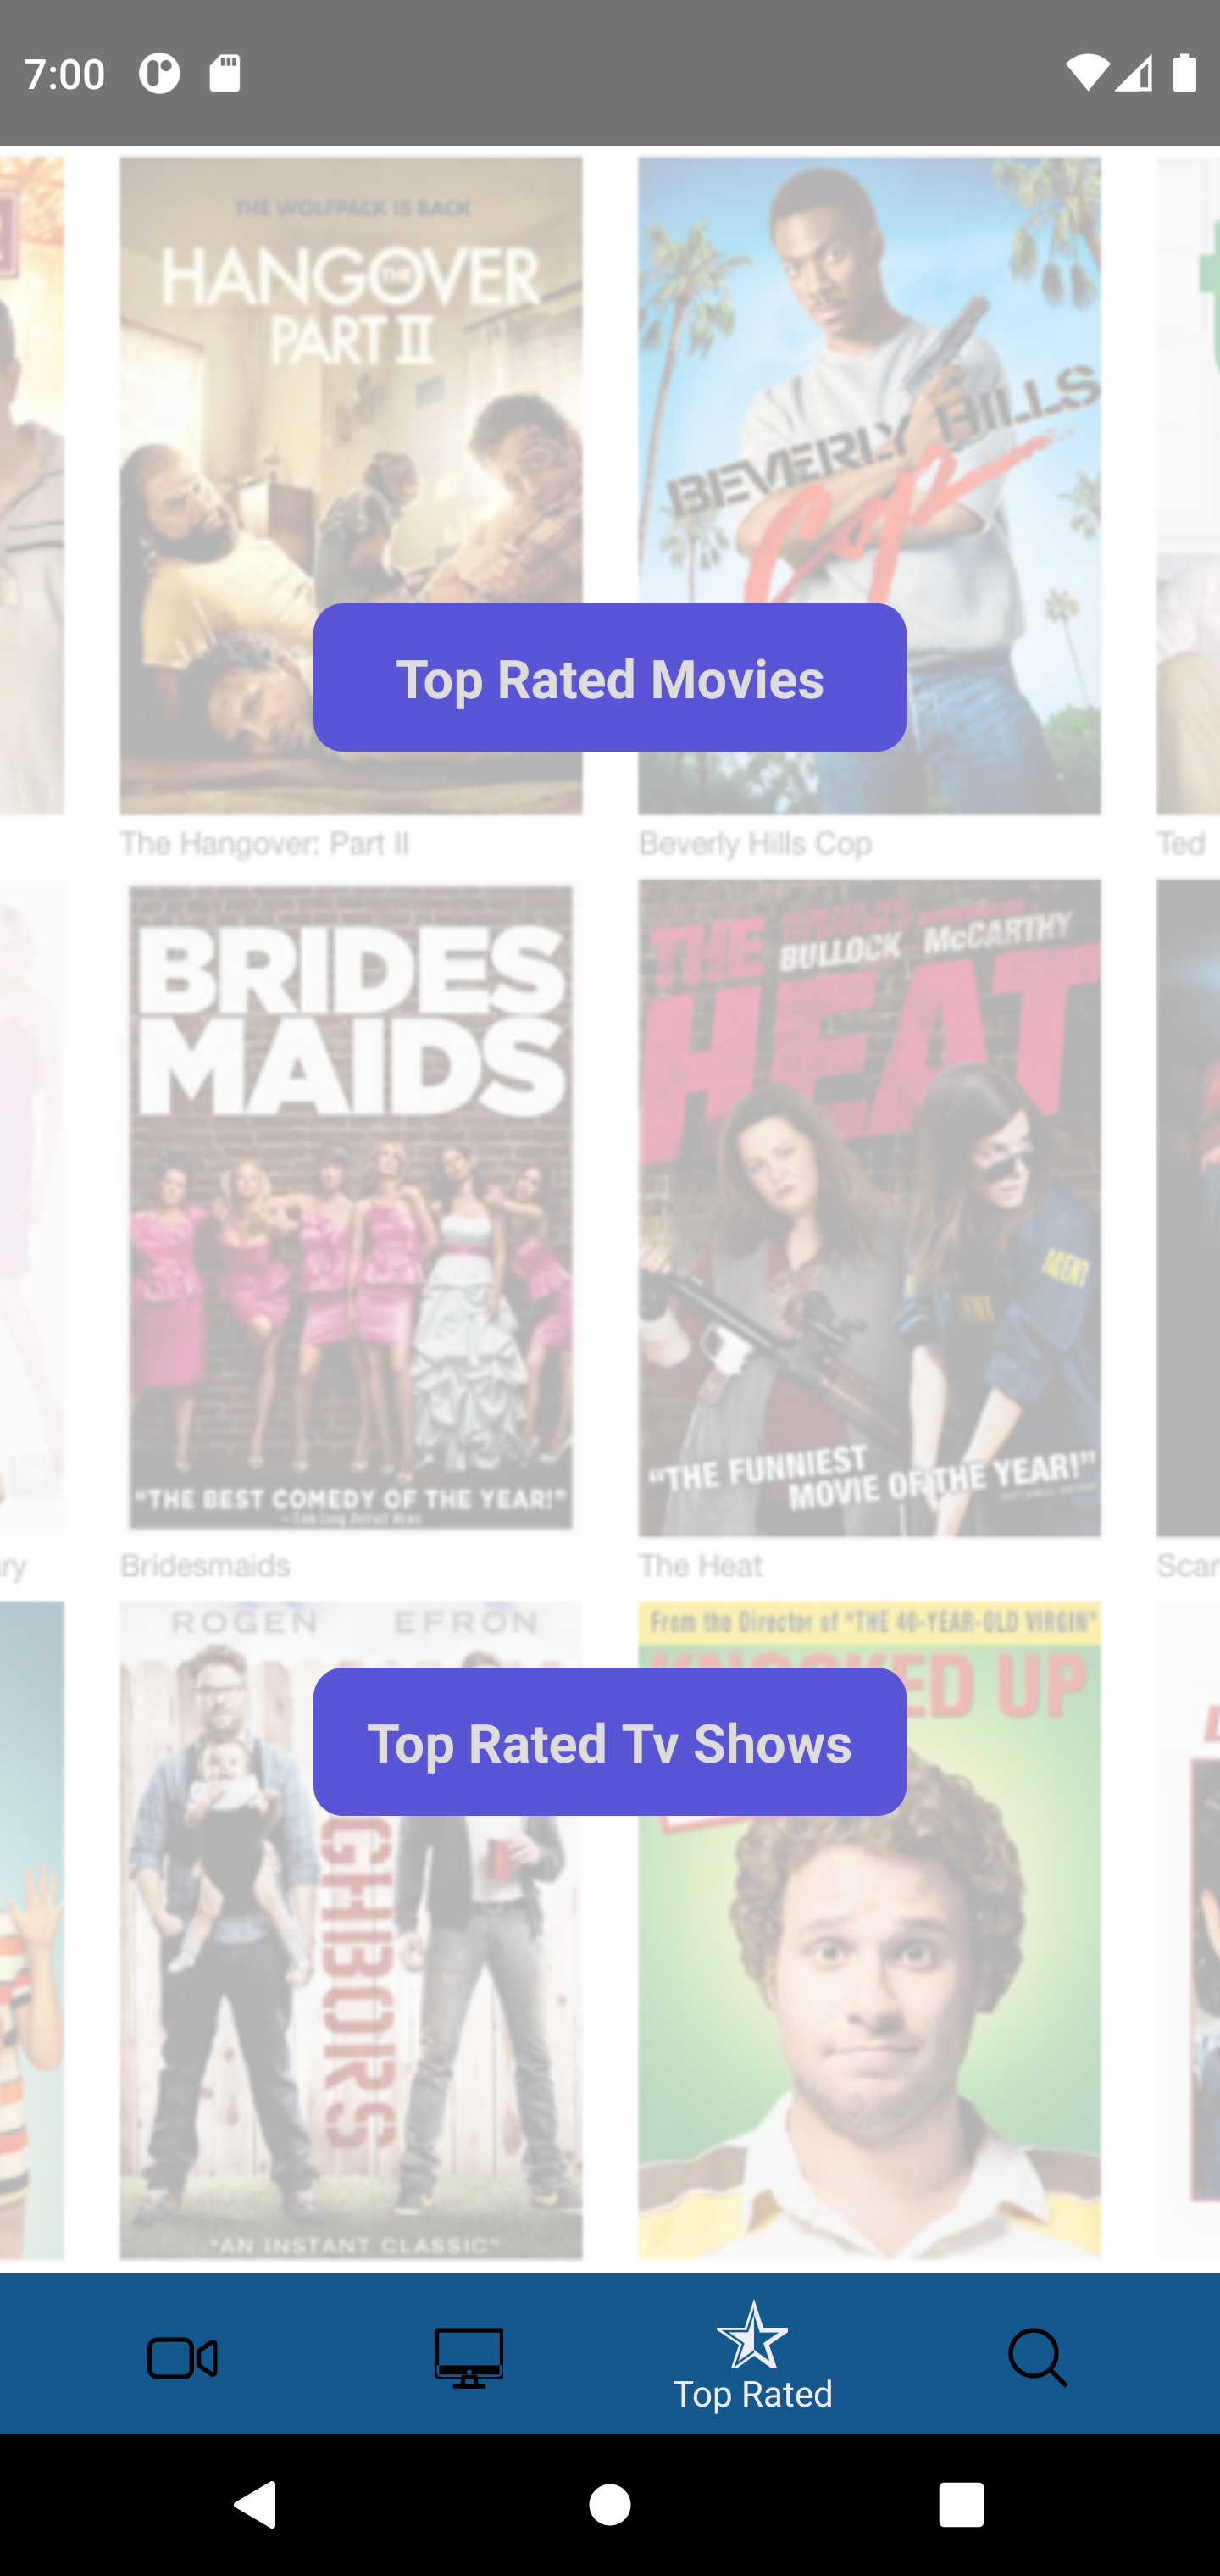 7:00
THE WOLFPACK IS BACK
THE
HANGOVER
PART II
BEVERLY HILLS
Cop
Top Rated Movies
The Hangover: Part II
Beverly Hills Cop
Ted
BRIDES
MAIDS
"THE BEST COMEDY OF THE YEAR!"
THE
BULLOCK McCARTHY
HEAT
AGENT
"THE FUNNIEST
MOVIE OF THE YEAR!"
ry
Bridesmaids
The Heat
Scar
ROGEN EFRON
GHBORS
"AN INSTANT CLASSIC"
From the Director of "THE 40-YEAR-OLD VIRGIN"
KNOCKED UP
Top Rated Tv Shows
Top Rated